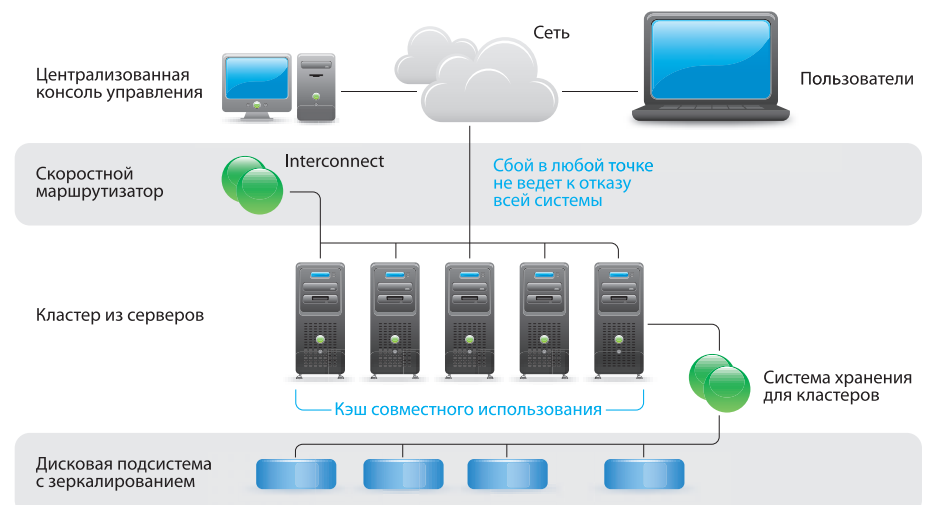 Сеть
Централизованная
консоль управления
Пользователи
Скоростной
маршрутизатор
Interconnect
Сбой в любой точке
не ведет к отказу
всей системы
Кластер из серверов
Система хранения
для кластеров
Кэш совместного использования
Дисковая подсистема
с зеркалированием